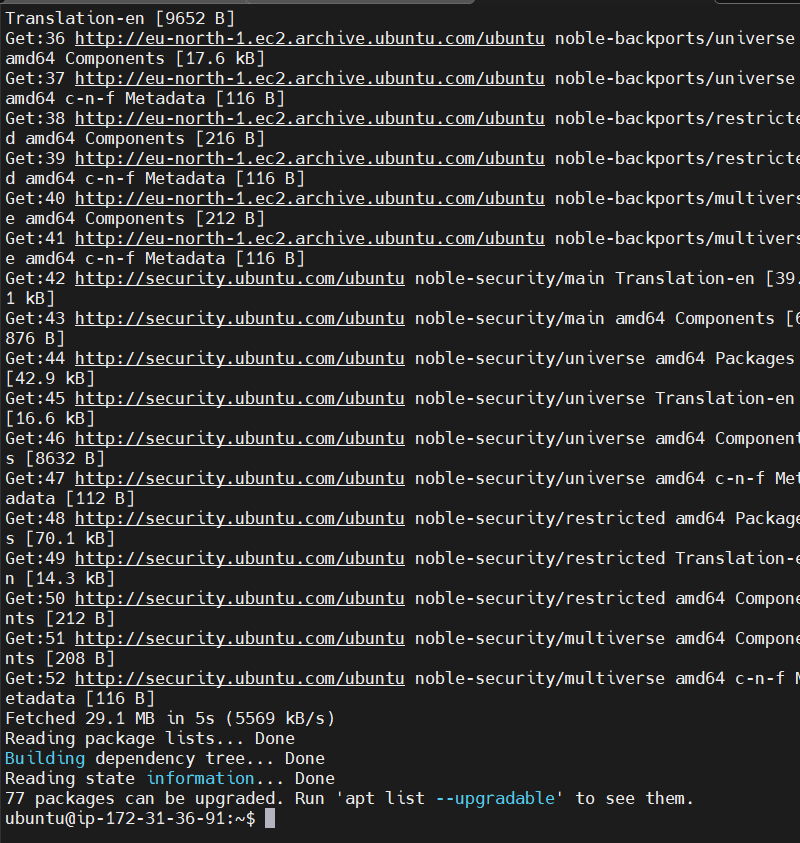 Translation-en [9652 B]
Get:36 http://eu-north-1.ec2.archive.ubuntu.com/ubuntu noble-backports/universe
amd64 Components [17.6 kB]
Get:37 http://eu-north-1.ec2.archive.ubuntu.com/ubuntu noble-backports/universe
amd64 c-n-f Metadata [116 B]
Get:38 http://eu-north-1.ec2.archive.ubuntu.com/ubuntu noble-backports/restricte
d amd64 Components [216 B]
Get:39 http://eu-north-1.ec2.archive.ubuntu.com/ubuntu noble-backports/restricte
d amd64 c-n-f Metadata [116 B]
Get:40 http://eu-north-1.ec2.archive.ubuntu.com/ubuntu noble-backports/multivers
e amd64 Components [212 B]
Get:41 http://eu-north-1.ec2.archive.ubuntu.com/ubuntu noble-backports/multivers
e amd64 c-n-f Metadata [116 B]
Get:42 http://security.ubuntu.com/ubuntu noble-security/main Translation-en [39.
1 kB]
Get:43 http://security.ubuntu.com/ubuntu noble-security/main amd64 Components [6
876 B]
Get:44 http://security.ubuntu.com/ubuntu noble-security/universe amd64 Packages
[42.9 kB]
Get:45 http://security.ubuntu.com/ubuntu noble-security/universe Translation-en
[16.6 kB]
Get:46 http://security.ubuntu.com/ubuntu noble-security/universe amd64 Component
s [8632 B]
Get:47 http://security.ubuntu.com/ubuntu noble-security/universe amd64 c-n-f Met
adata [112 B]
Get:48 http://security.ubuntu.com/ubuntu noble-security/restricted amd64 Package
s [70.1 kB]
Get:49 http://security.ubuntu.com/ubuntu noble-security/restricted Translation-e
n [14.3 kB]
Get:50 http://security.ubuntu.com/ubuntu noble-security/restricted amd64 Compone
nts [212 B]
Get:51 http://security.ubuntu.com/ubuntu noble-security/multiverse amd64 Compone
nts [208 B]
Get:52 http://security.ubuntu.com/ubuntu noble-security/multiverse amd64 c-n-f M
etadata [116 B]
Fetched 29.1 MB in 5s (5569 kB/s)
Reading package lists... Done
Building dependency tree... Done
Reading state information... Done
77 packages can be upgraded. Run 'apt list --upgradable' to see them.
ubuntu@ip-172-31-36-91:~$